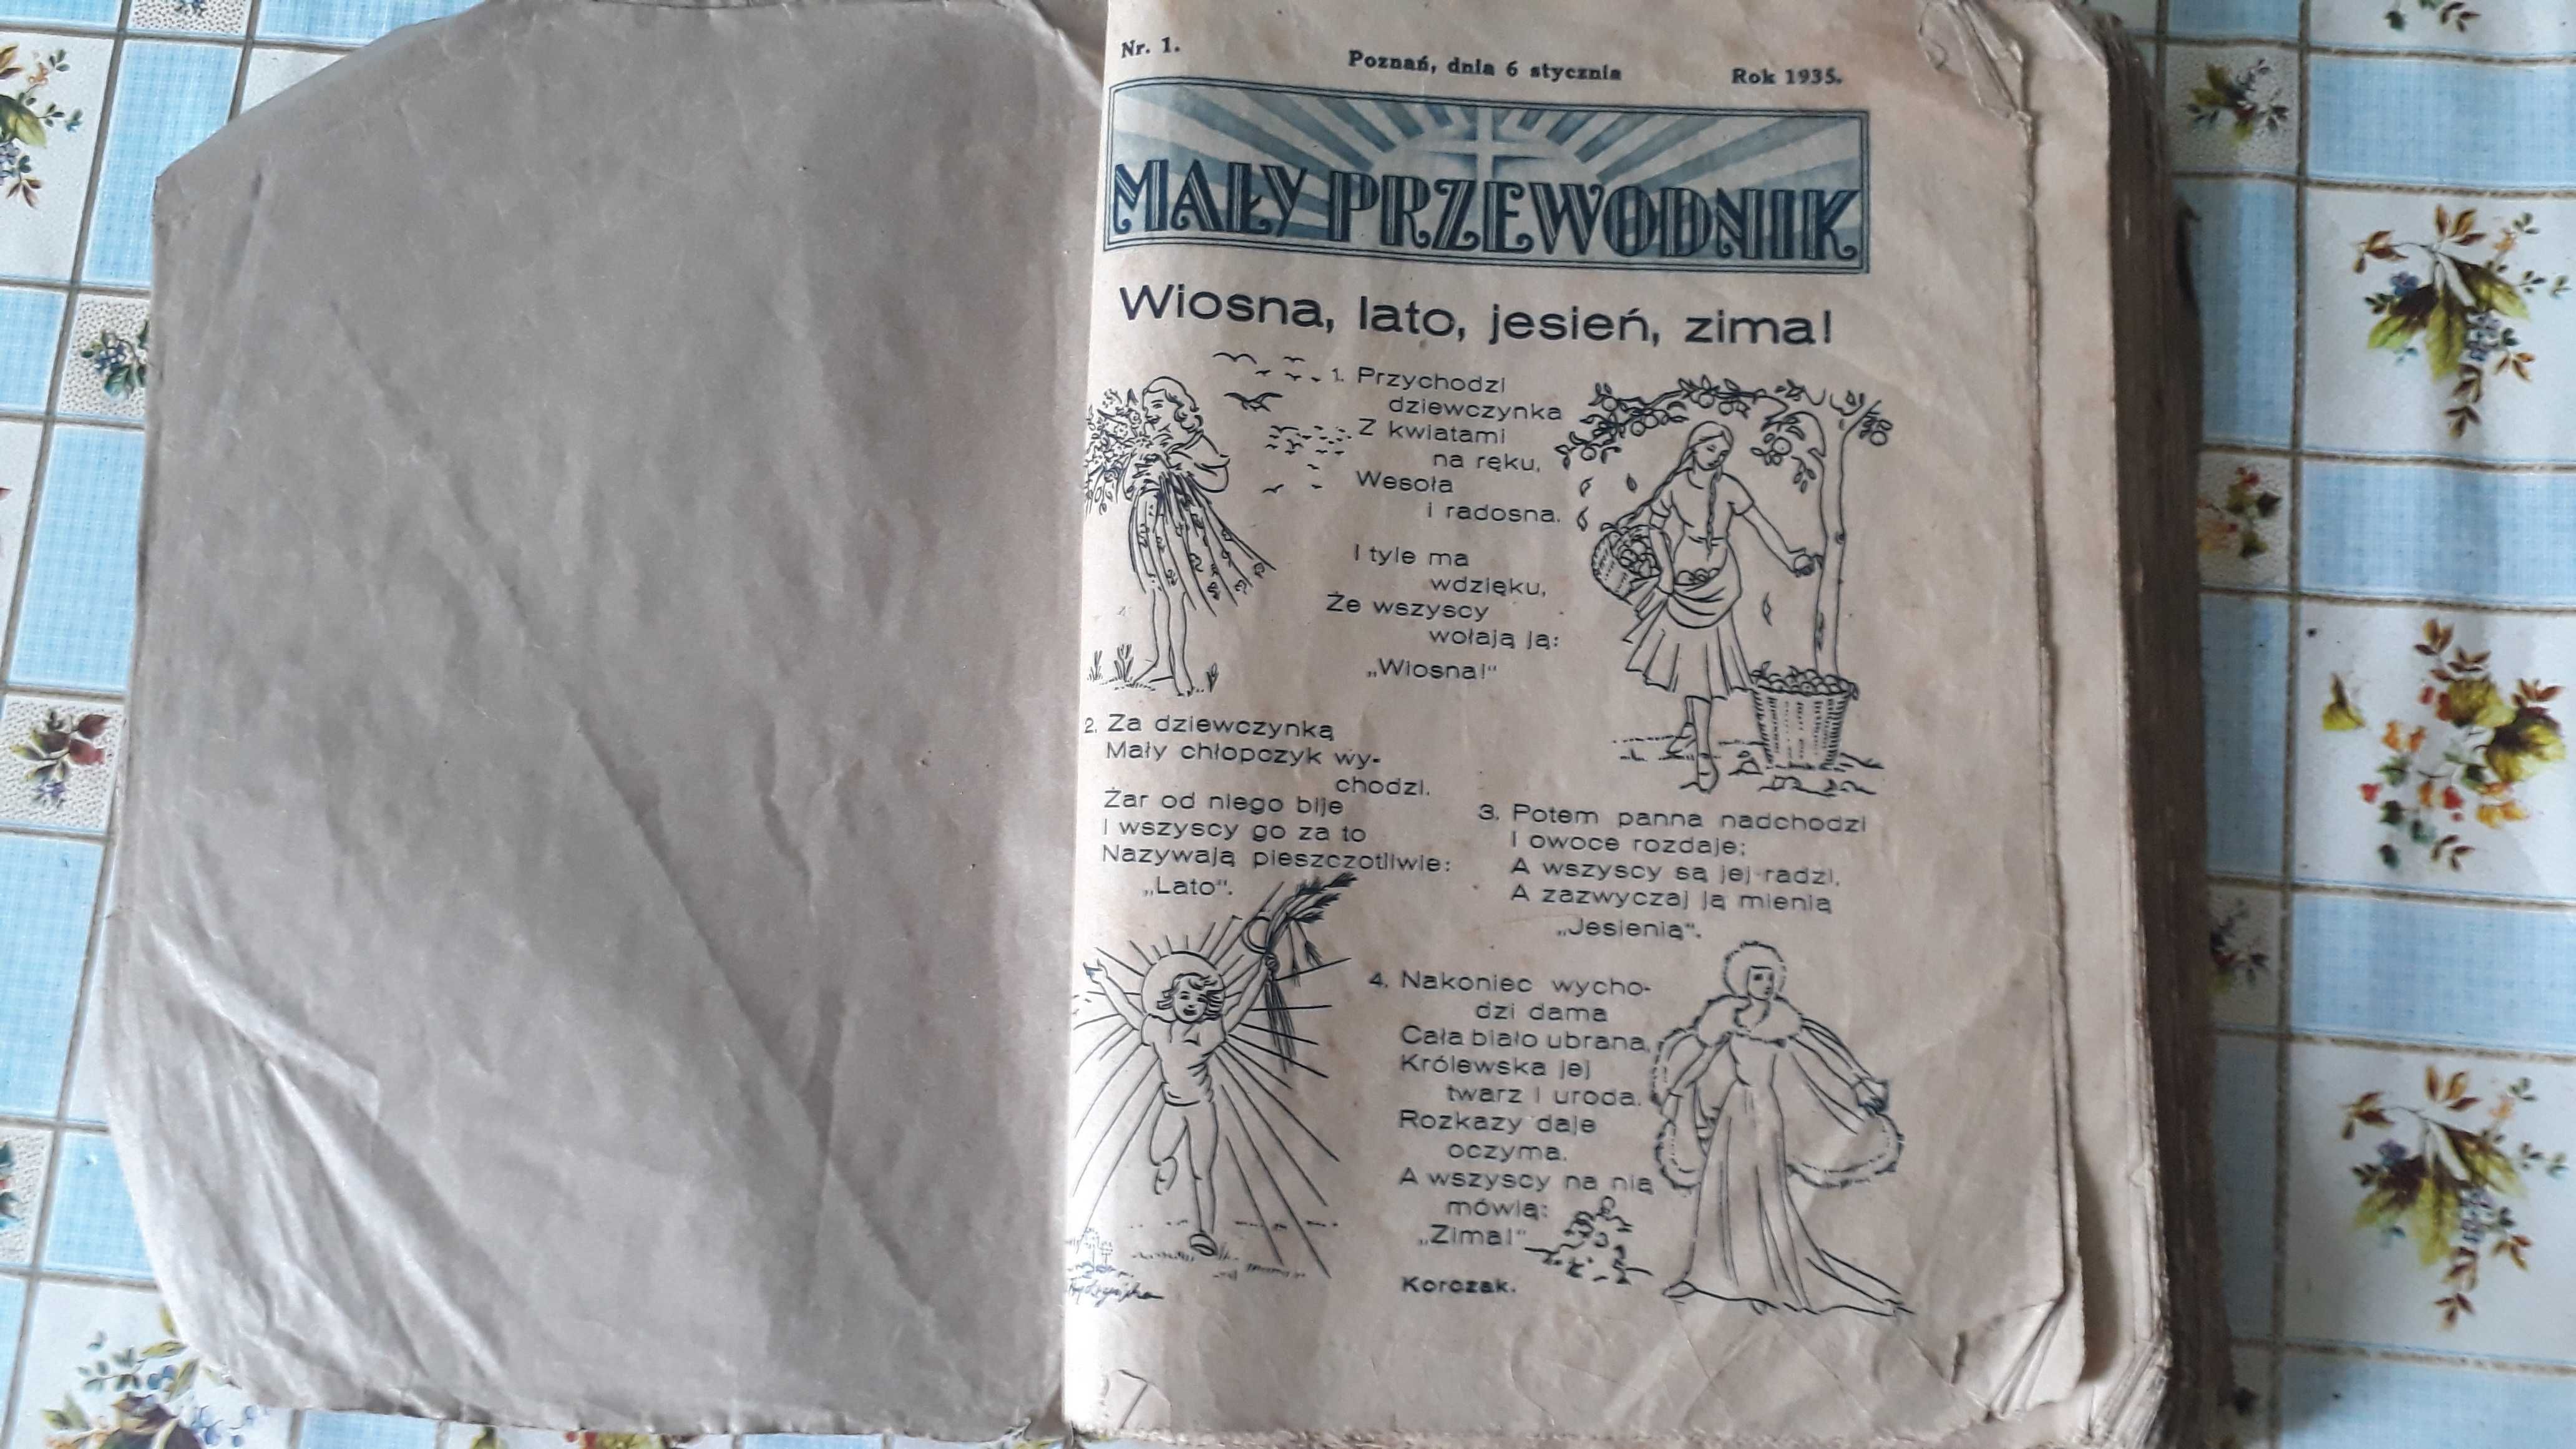 Nr. 1.
Poznań, dnia 6 stycznia
Rok 1935.
MAŁY PRZEWODNIK
Wiosna, lato, jesień, zima!
1. Przychodzi
dziewczynka
Z kwiatami
na ręku,
Wesoła
i radosna.
I tyle ma
wdzięku,
Że wszyscy
wołają ją:
„Wiosna!“
2. Za dziewczynką
Mały chłopczyk wy-
chodzi.
Żar od niego bije
I wszyscy go za to
Nazywają pieszczotliwie:
„Lato“.
3. Potem panna nadchodzi
I owoce rozdaje;
A wszyscy są jej radzi,
A zazwyczaj ją mienią
„Jesienią“.
4. Nakoniec wycho-
dzi dama
Cała biało ubrana,
Królewska jej
twarz i uroda.
Rozkazy daje
oczyma.
A wszyscy na nią
mówią:
„Zima!“
Korczak.